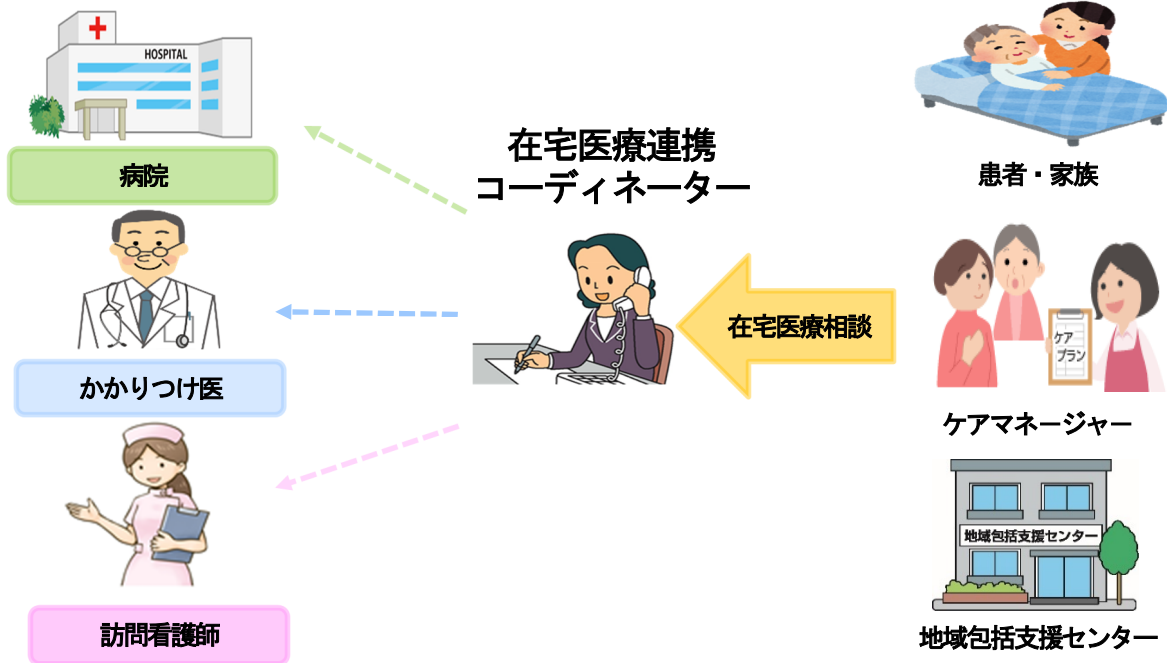 HOSPITAL
病院
かかりつけ医
訪問看護師
在宅医療連携
コーディネーター
在宅医療相談
患者・家族
ケア
プラン
ケアマネージャー
地域包括支援センター
地域包括支援センター